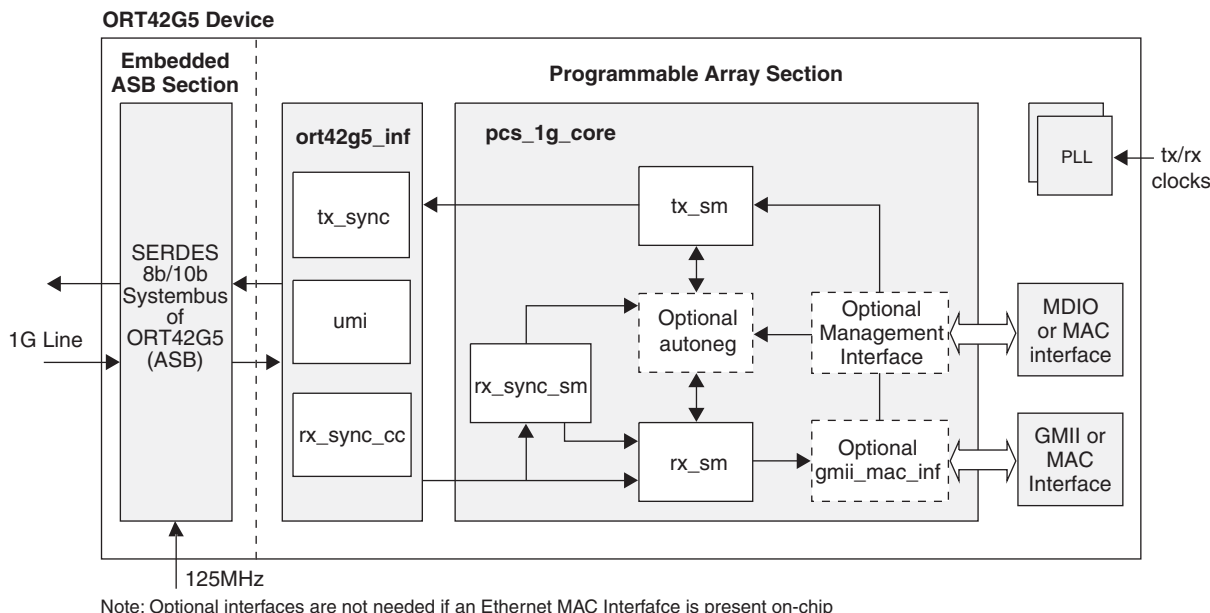 ORT42G5 Device
Embedded
ASB Section
Programmable Array Section
ort42g5_inf
pcs_1g_core
PLL
tx/rx
clocks
tx_sync
tx_sm
SERDES
8b/10b
Systembus
of
ORT42G5
(ASB)
1G Line
umi
Optional
autoneg
Optional
Management
Interface
MDIO
or MAC
interface
rx_sync_sm
rx_sync_cc
rx_sm
Optional
gmii_mac_inf
GMII or
MAC
Interface
125MHz
Note: Optional interfaces are not needed if an Ethernet MAC Interfafce is present on-chip